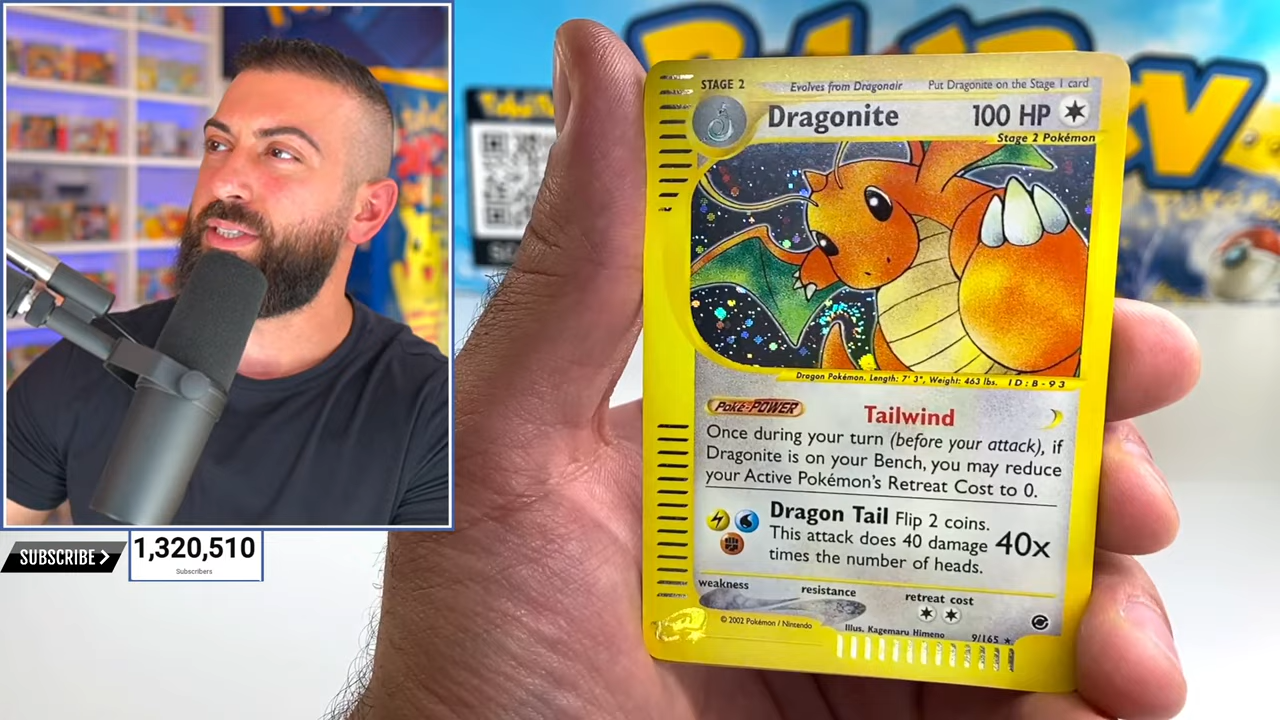 STAGE 2 Evolves from Dragonair Put Dragonite on the Stage 1 card
Dragonite 100 HP
Stage 2 Pokémon
Dragon Pokémon. Length: 7' 3", Weight: 463 lbs. ID: B-93
Poké-POWER Tailwind
Once during your turn (before your attack), if
Dragonite is on your Bench, you may reduce
your Active Pokémon's Retreat Cost to 0.
Dragon Tail Flip 2 coins.
This attack does 40 damage 40x
times the number of heads.
weakness resistance retreat cost
© 2002 Pokémon / Nintendo Illus. Kagemaru Himeno 9/165
SUBSCRIBE
1,320,510
Subscribers